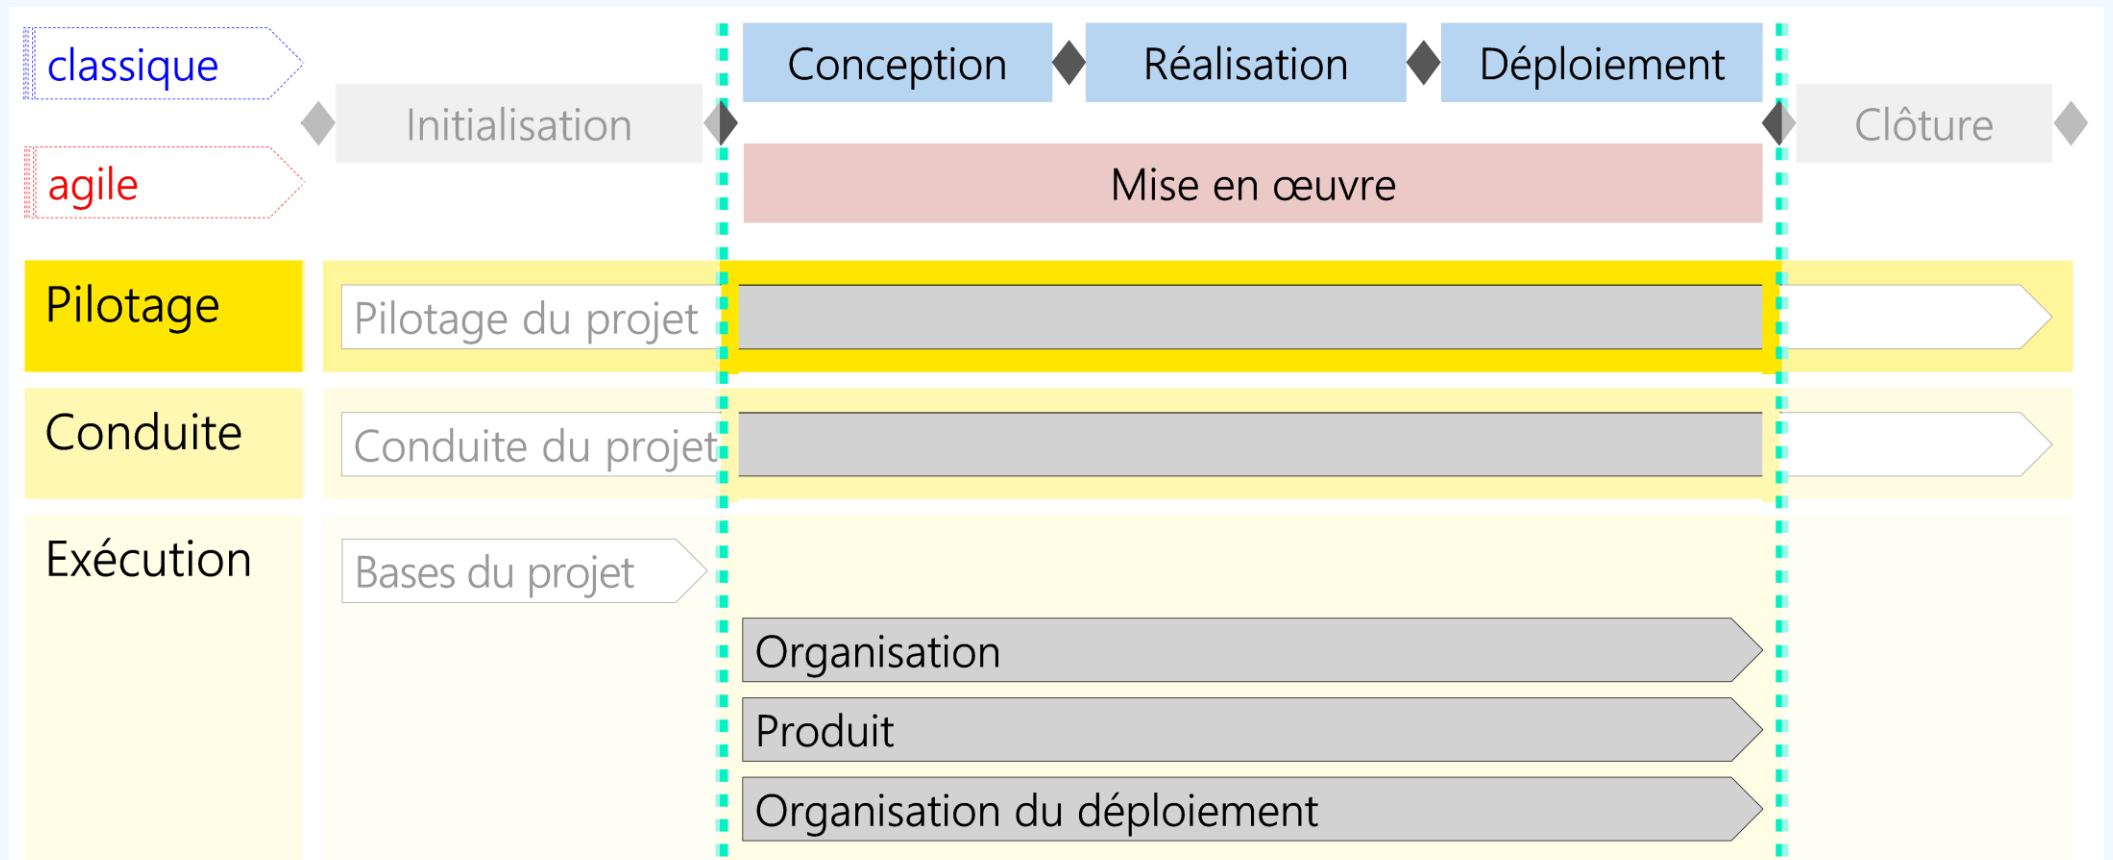 classique
Conception
Réalisation
Déploiement
Initialisation
Clôture
agile
Mise en œuvre
Pilotage
Pilotage du projet
Conduite
Conduite du projet
Exécution
Bases du projet
Organisation
Produit
Organisation du déploiement